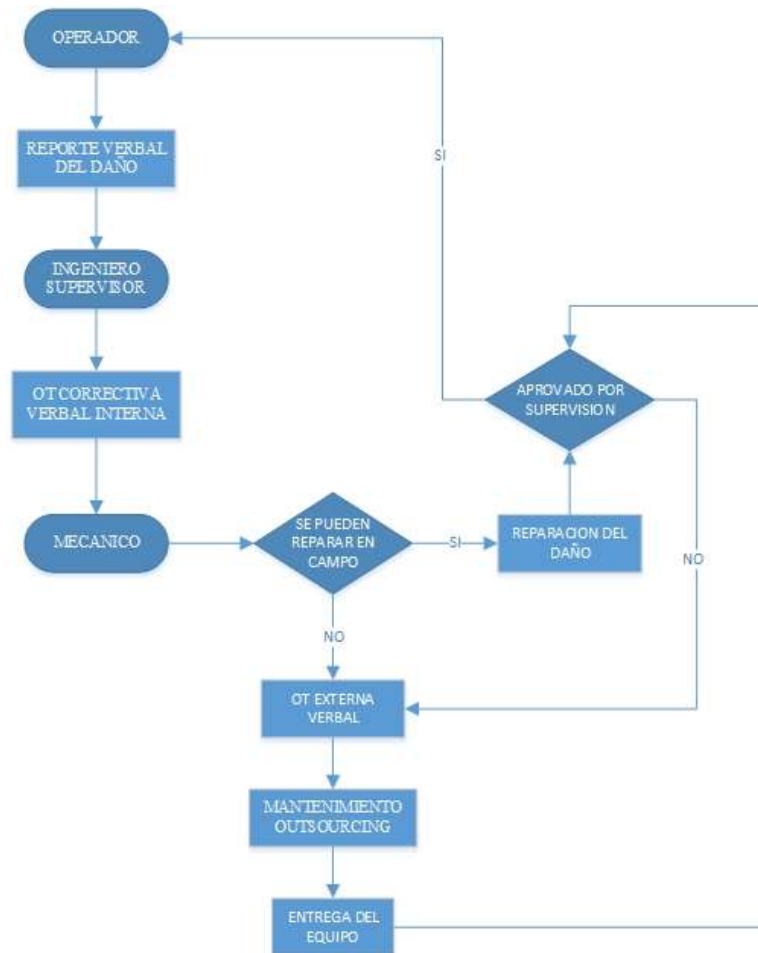 OPERADOR
SI
REPORTE VERBAL
DEL DAÑO
INGENIERO
SUPERVISOR
OT CORRECTIVA
VERBAL INTERNA
APROVADO POR
SUPERVISION
MECANICO
SE PUEDEN
REPARAR EN
CAMPO
SI
REPARACION DEL
DAÑO
NO
NO
OT EXTERNA
VERBAL
MANTENIMIENTO
OUTSOURCING
ENTREGA DEL
EQUIPO